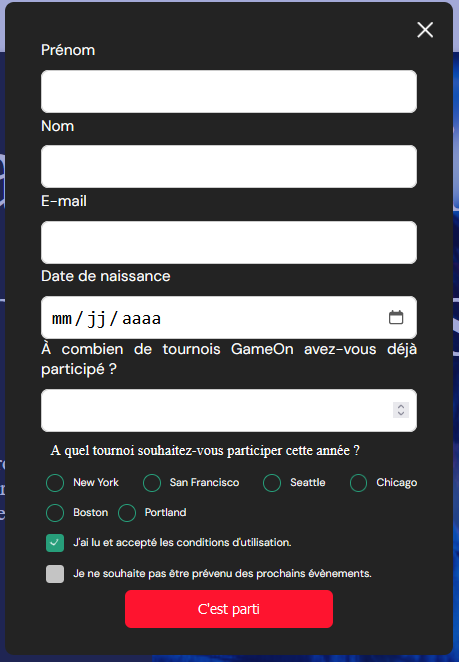 Prénom
Nom
E-mail
Date de naissance
mm/jj/aaaa
À combien de tournois GameOn avez-vous déjà
participé ?
A quel tournoi souhaitez-vous participer cette année ?
New York San Francisco Seattle Chicago
Boston Portland
J'ai lu et accepté les conditions d'utilisation.
Je ne souhaite pas être prévenu des prochains évènements.
C'est parti